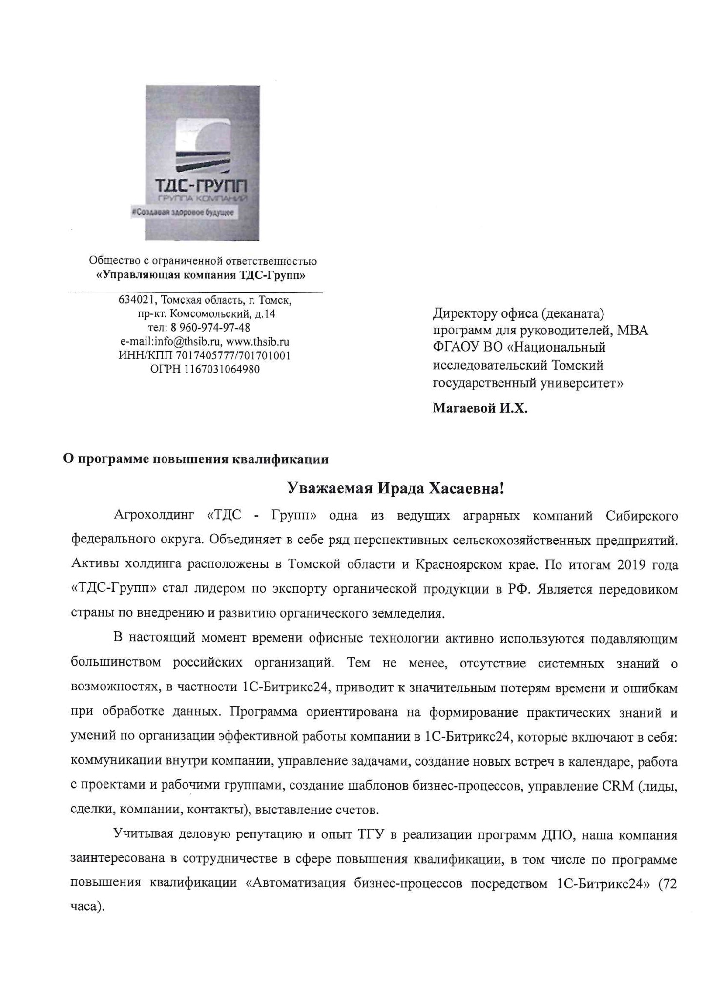 ТДС-ГРУПП
ГРУППА КОМПАНИЙ
#Создавая здоровое будущее
Общество с ограниченной ответственностью
«Управляющая компания ТДС-Групп»
634021, Томская область, г. Томск,
пр-кт. Комсомольский, д.14
тел: 8 960-974-97-48
e-mail:info@thsib.ru, www.thsib.ru
ИНН/КПП 7017405777/701701001
ОГРН 1167031064980
Директору офиса (деканата)
программ для руководителей, МВА
ФГАОУ ВО «Национальный
исследовательский Томский
государственный университет»
Магаевой И.Х.
О программе повышения квалификации
Уважаемая Ирада Хасаевна!
Агрохолдинг «ТДС - Групп» одна из ведущих аграрных компаний Сибирского
федерального округа. Объединяет в себе ряд перспективных сельскохозяйственных предприятий.
Активы холдинга расположены в Томской области и Красноярском крае. По итогам 2019 года
«ТДС-Групп» стал лидером по экспорту органической продукции в РФ. Является передовиком
страны по внедрению и развитию органического земледелия.
В настоящий момент времени офисные технологии активно используются подавляющим
большинством российских организаций. Тем не менее, отсутствие системных знаний о
возможностях, в частности 1С-Битрикс24, приводит к значительным потерям времени и ошибкам
при обработке данных. Программа ориентирована на формирование практических знаний и
умений по организации эффективной работы компании в 1С-Битрикс24, которые включают в себя:
коммуникации внутри компании, управление задачами, создание новых встреч в календаре, работа
с проектами и рабочими группами, создание шаблонов бизнес-процессов, управление CRM (лиды,
сделки, компании, контакты), выставление счетов.
Учитывая деловую репутацию и опыт ТГУ в реализации программ ДПО, наша компания
заинтересована в сотрудничестве в сфере повышения квалификации, в том числе по программе
повышения квалификации «Автоматизация бизнес-процессов посредством 1С-Битрикс24» (72
часа).